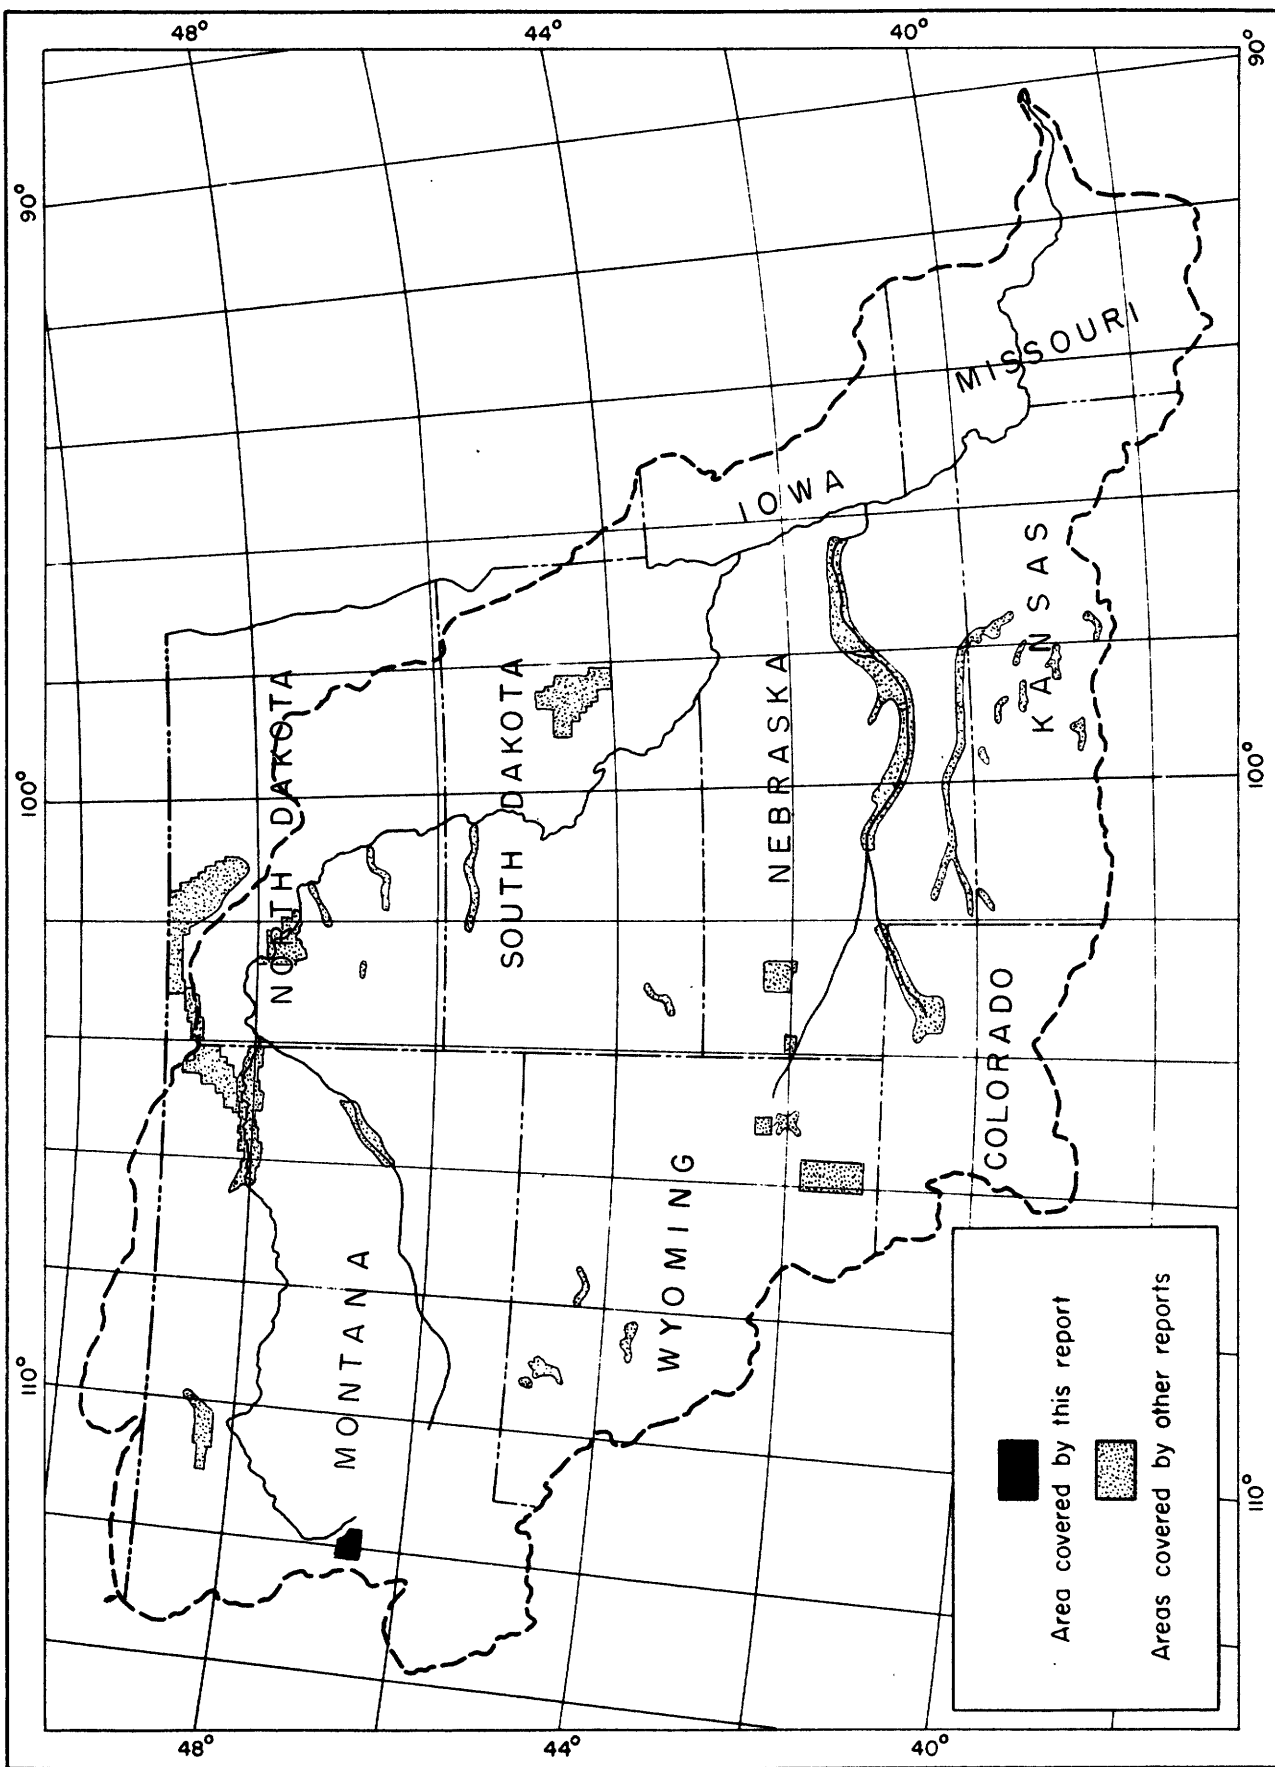 48°
44°
40°
90°
90°
NORTH DAKOTA
SOUTH DAKOTA
NEBRASKA
IOWA
MISSOURI
KANSAS
100°
100°
MONTANA
WYOMING
COLORADO
110°
110°
Area covered by this report
Areas covered by other reports
48°
44°
40°